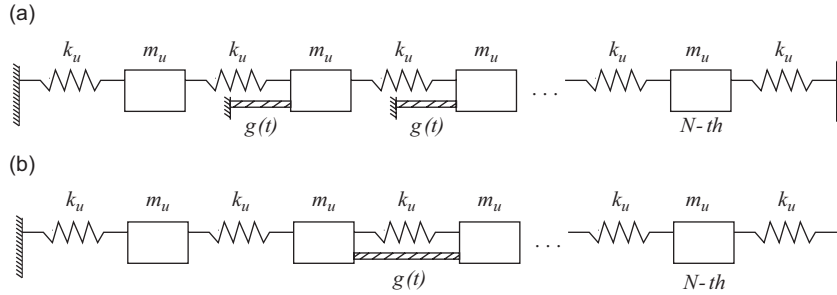 (a)
k_u m_u k_u m_u k_u m_u k_u m_u k_u
g(t) g(t) . . . N-th
(b)
k_u m_u k_u m_u k_u m_u k_u m_u k_u
g(t) . . . N-th